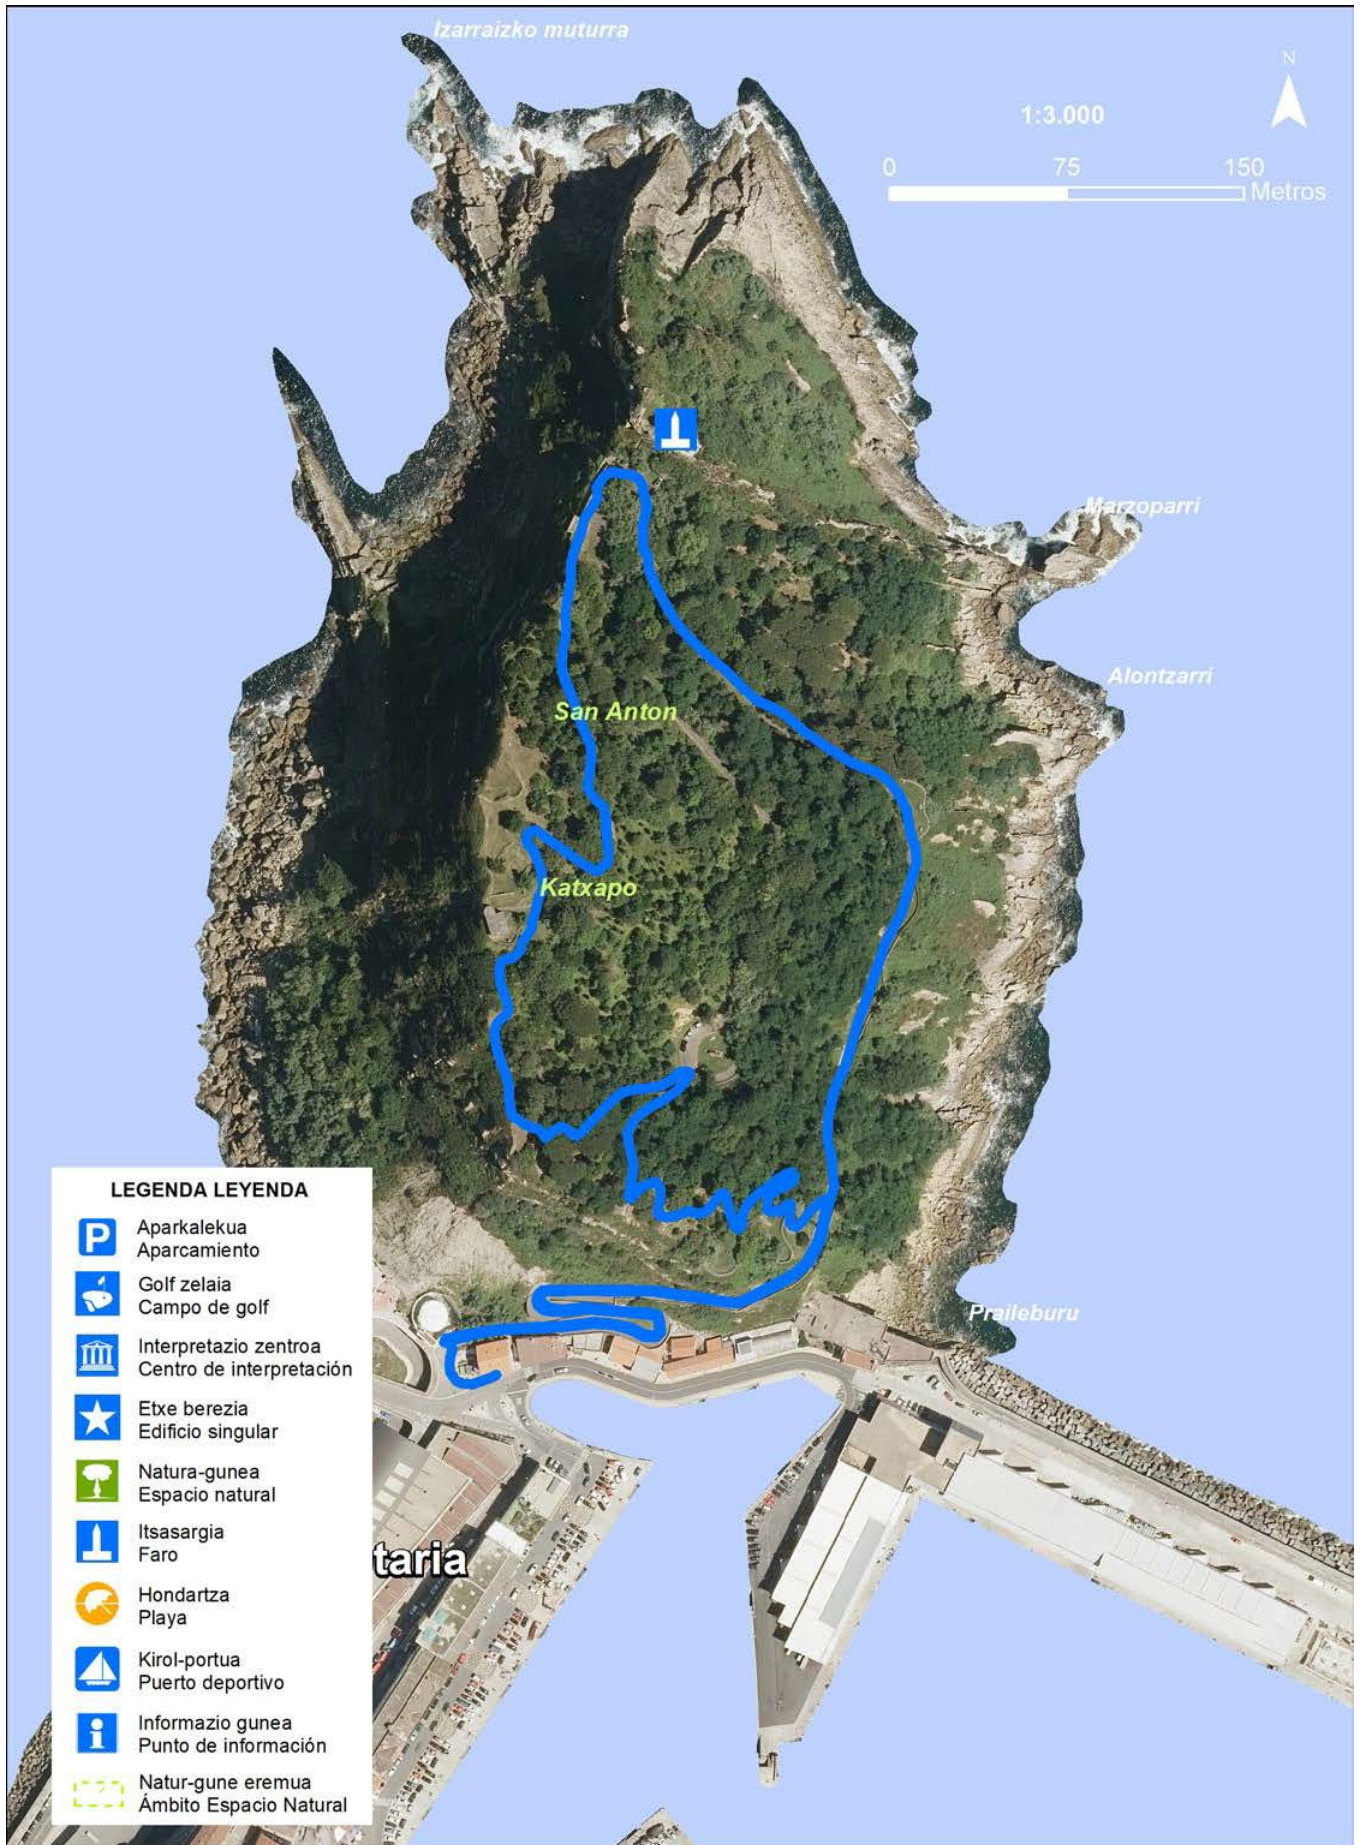 Izarraizko muturra
N
1:3.000
0 75 150
Metros
Marzoparri
Alontzarri
San Anton
Katxapo
Praileburu
taria
LEGENDA LEYENDA
P
Aparkalekua
Aparcamiento
Golf zelaia
Campo de golf
Interpretazio zentroa
Centro de interpretación
Etxe berezia
Edificio singular
Natura-gunea
Espacio natural
Itsasargia
Faro
Hondartza
Playa
Kirol-portua
Puerto deportivo
i
Informazio gunea
Punto de información
Natur-gune eremua
Ámbito Espacio Natural